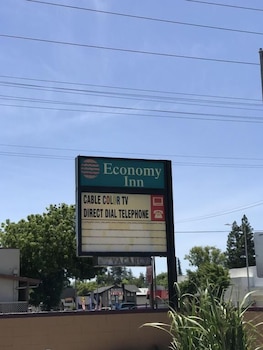 Economy
Inn
CABLE COLOR TV
DIRECT DIAL TELEPHONE